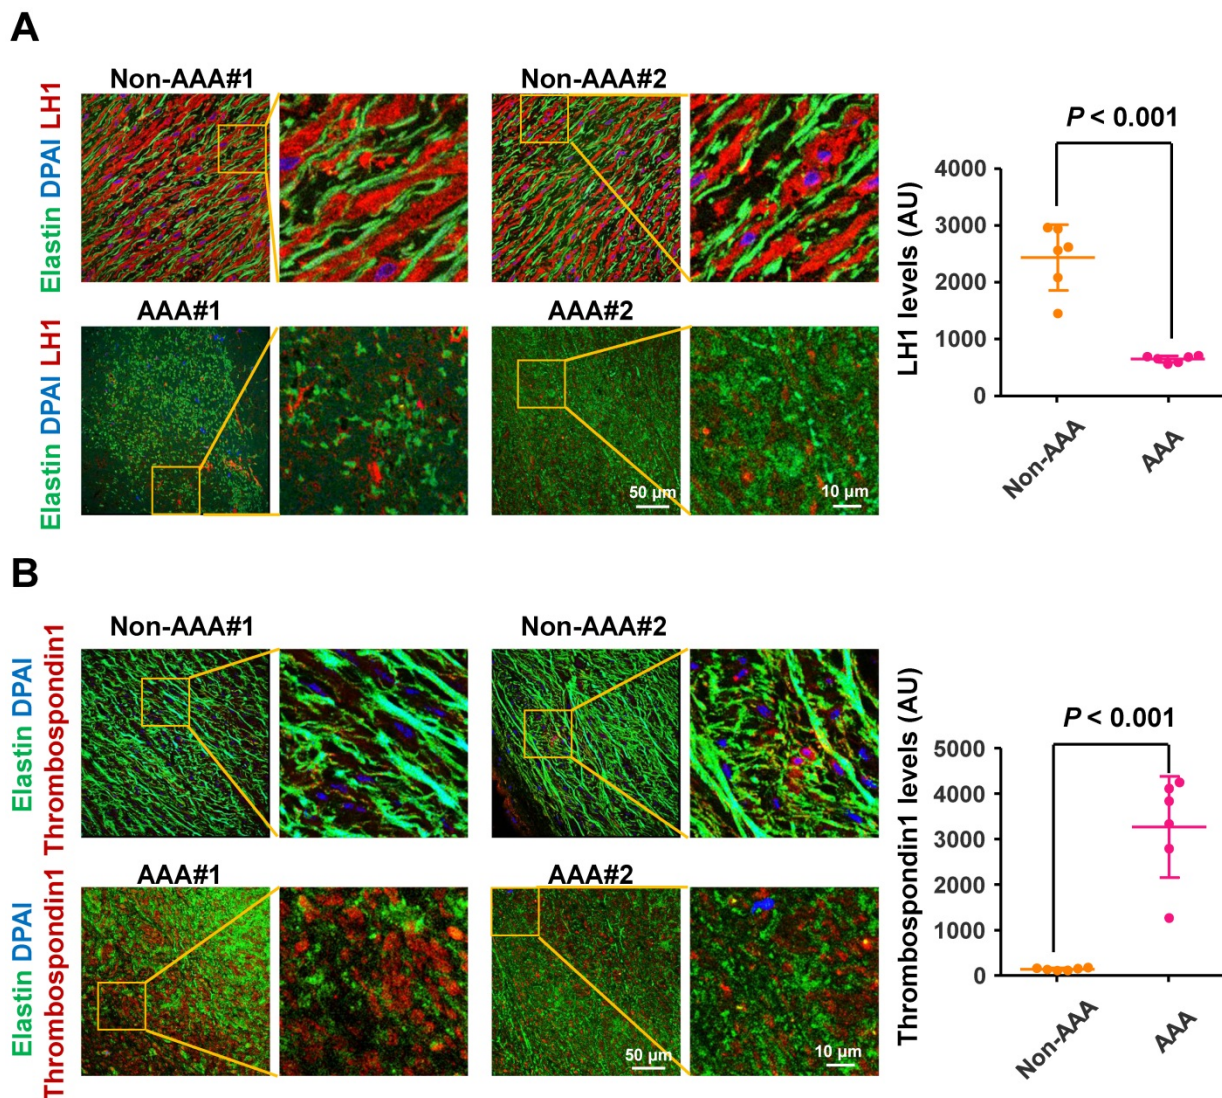 A
Non-AAA#1
Non-AAA#2
Elastin DPAI LH1
AAA#1
AAA#2
Elastin DPAI LH1
50 µm
10 µm
P < 0.001
LH1 levels (AU)
4000
3000
2000
1000
0
Non-AAA
AAA
B
Non-AAA#1
Non-AAA#2
Elastin DPAI
Thrombospondin1
AAA#1
AAA#2
Elastin DPAI
Thrombospondin1
50 µm
10 µm
P < 0.001
Thrombospondin1 levels (AU)
5000
4000
3000
2000
1000
0
Non-AAA
AAA